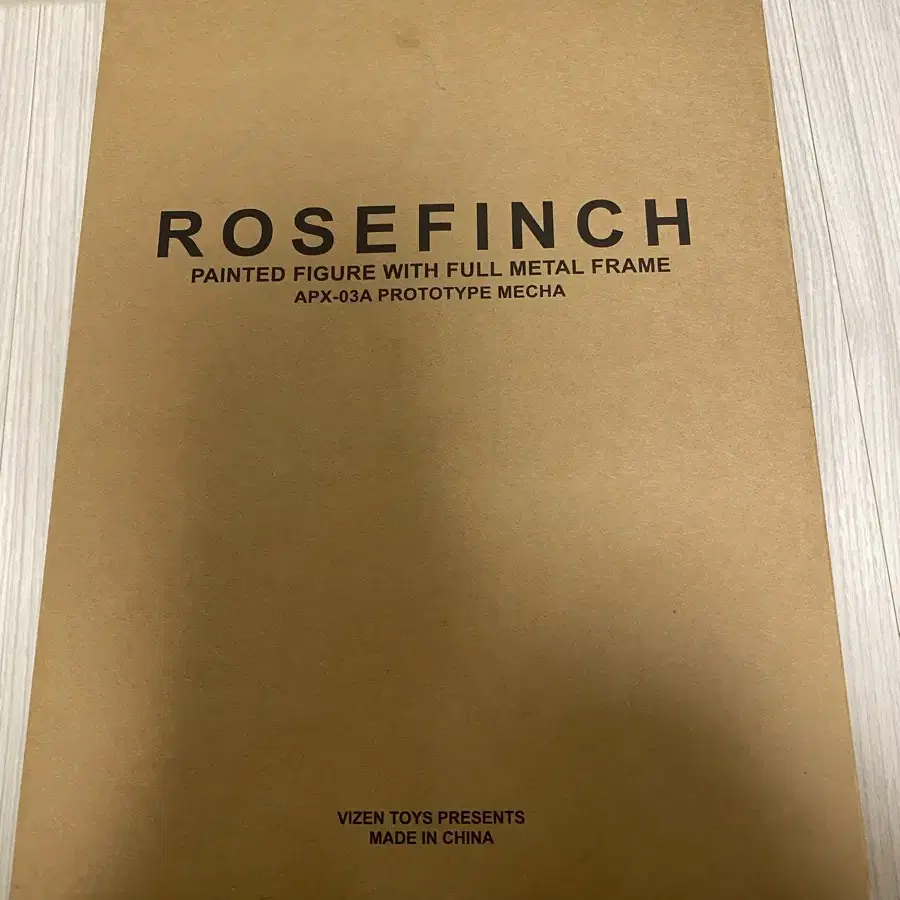 ROSEFINCH
PAINTED FIGURE WITH FULL METAL FRAME
APX-03A PROTOTYPE MECHA
VIZEN TOYS PRESENTS
MADE IN CHINA